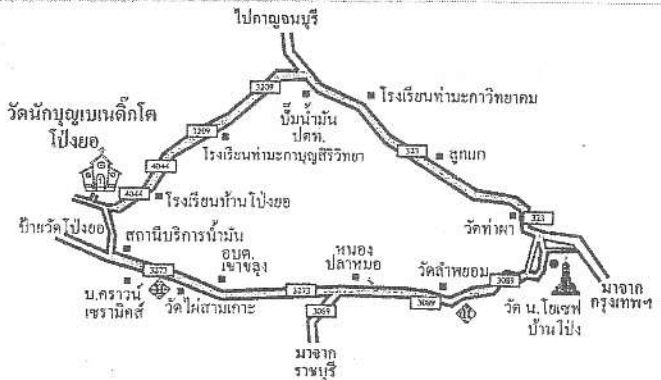 ไปกาญจนบุรี
3209
โรงเรียนท่ามะกาวิทยาคม
วัดนักบุญเบเนดิ๊กโต
โป่งยอ
ปั๊มน้ำมัน
ปตท.
3209
โรงเรียนท่ามะกาบุญสิริวิทยา
323
ลูกแก
4044
4044
โรงเรียนบ้านโป่งยอ
วัดท่าผา
323
ป้ายวัดโป่งยอ
สถานีบริการน้ำมัน
อบต.
เขาขลุง
หนอง
ปลาหมอ
วัดลำพยอม
3273
3273
3089
3089
มาจาก
กรุงเทพฯ
บ.คราวน์
เซรามิคส์
วัดไผ่สามเกาะ
3089
วัด น.โยเซฟ
บ้านโป่ง
มาจาก
ราชบุรี